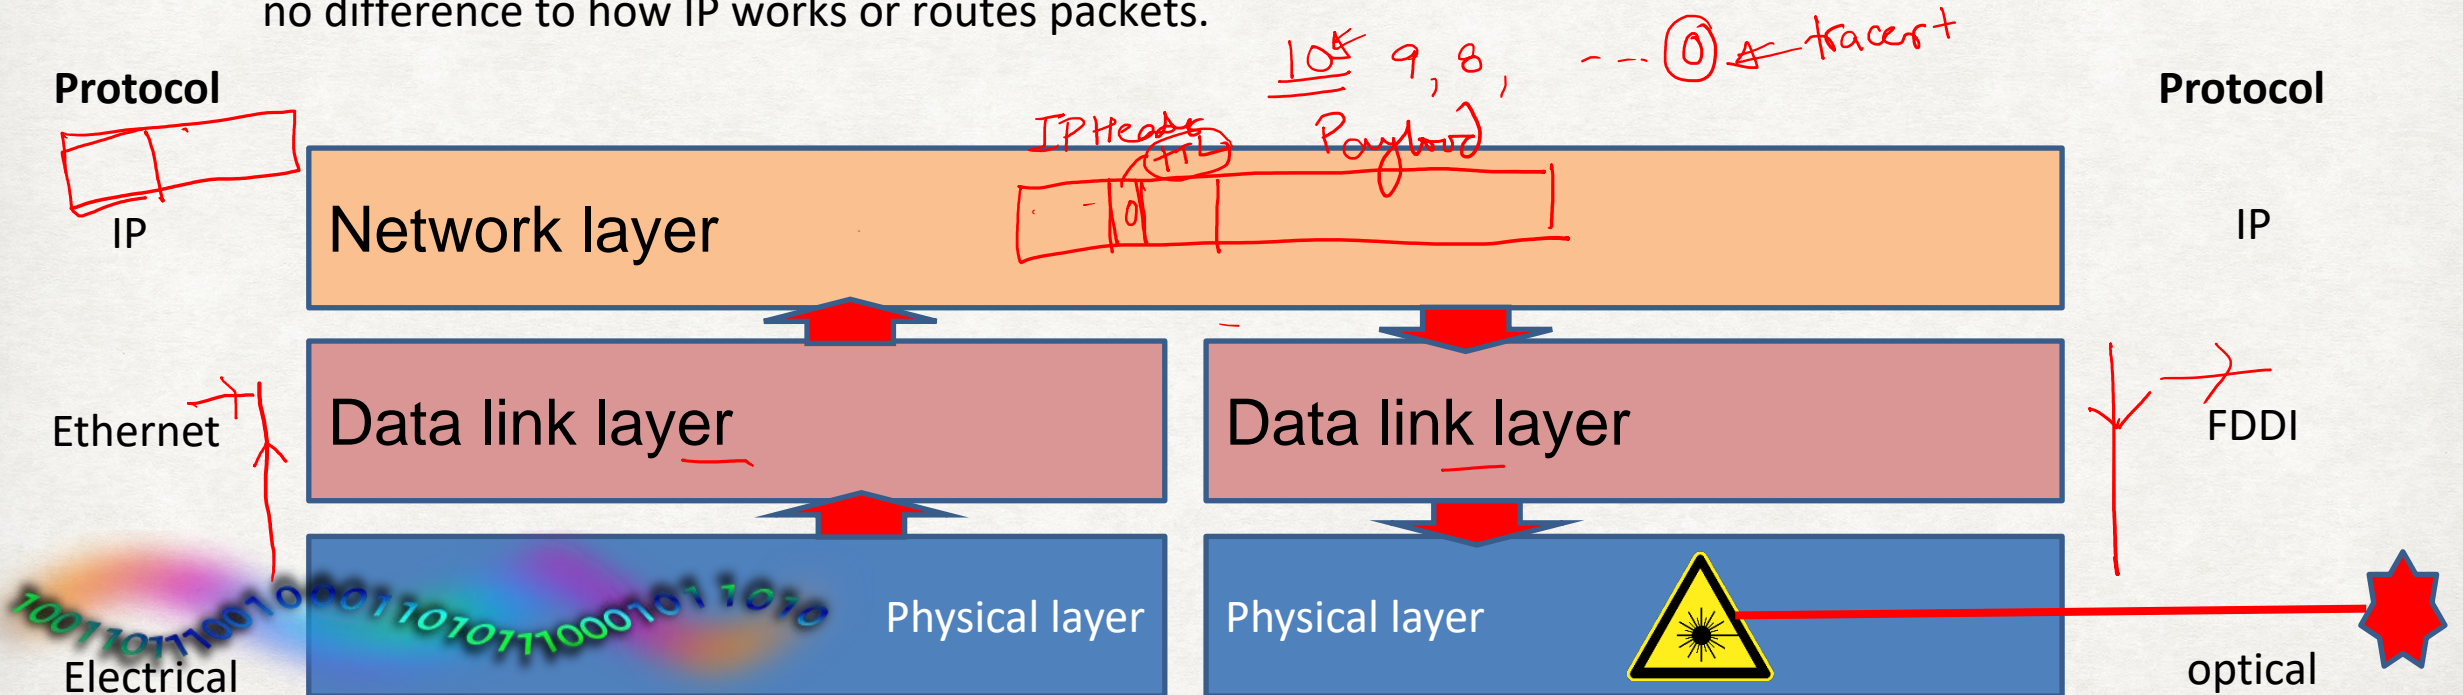 no difference to how IP works or routes packets.
10 9, 8, --- 0 tracert
Protocol
Protocol
IP Header
TTL
Payload
IP
Network layer
0
IP
Ethernet
Data link layer
Data link layer
FDDI
1001101110010100011010111000101 11010
Physical layer
Physical layer
Electrical
optical